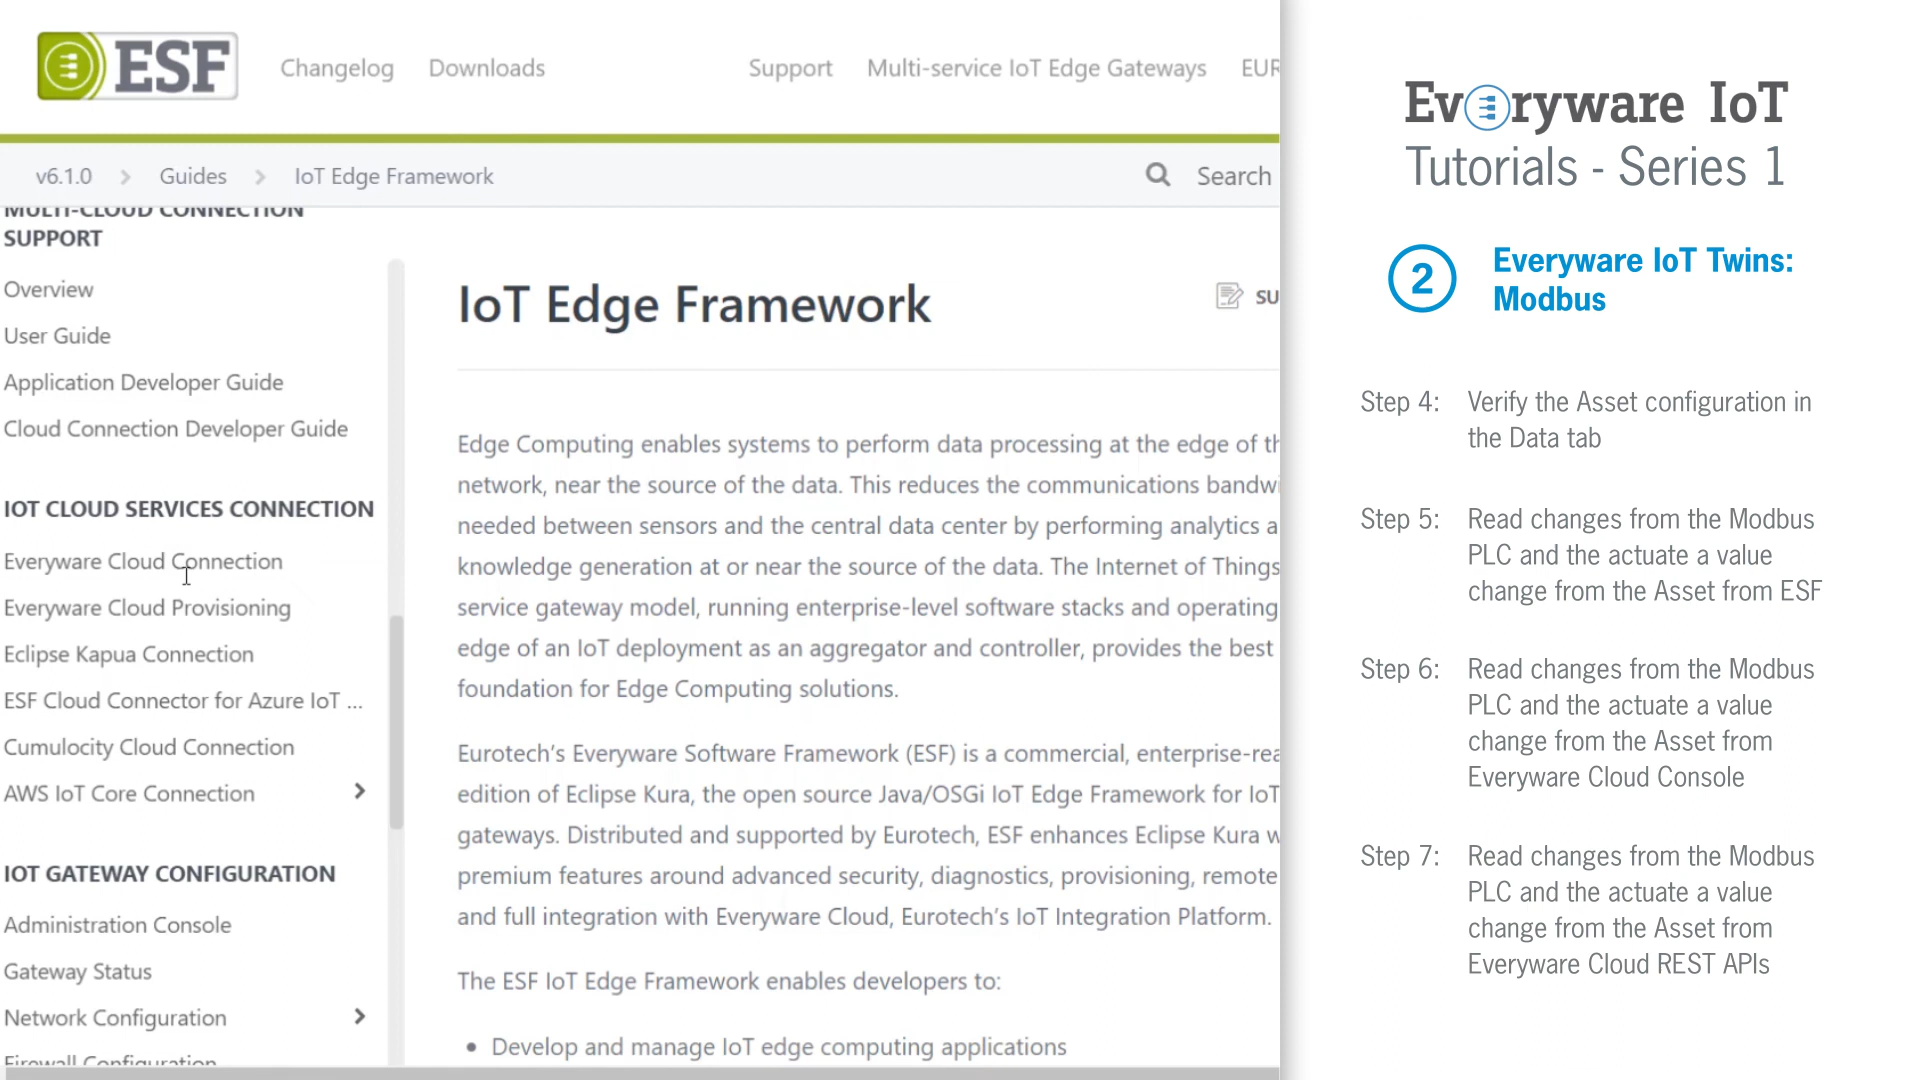 ESF
Changelog
Downloads
Support
Multi-service IoT Edge Gateways
EUR
v6.1.0
Guides
IoT Edge Framework
Search
MULTI-CLOUD CONNECTION
SUPPORT
Overview
User Guide
Application Developer Guide
Cloud Connection Developer Guide
IOT CLOUD SERVICES CONNECTION
Everyware Cloud Connection
Everyware Cloud Provisioning
Eclipse Kapua Connection
ESF Cloud Connector for Azure IoT ...
Cumulocity Cloud Connection
AWS IoT Core Connection
IOT GATEWAY CONFIGURATION
Administration Console
Gateway Status
Network Configuration
Firewall Configuration
IoT Edge Framework
SU
Edge Computing enables systems to perform data processing at the edge of th
network, near the source of the data. This reduces the communications bandwi
needed between sensors and the central data center by performing analytics a
knowledge generation at or near the source of the data. The Internet of Things
service gateway model, running enterprise-level software stacks and operating
edge of an IoT deployment as an aggregator and controller, provides the best
foundation for Edge Computing solutions.
Eurotech's Everyware Software Framework (ESF) is a commercial, enterprise-rea
edition of Eclipse Kura, the open source Java/OSGi IoT Edge Framework for IoT
gateways. Distributed and supported by Eurotech, ESF enhances Eclipse Kura w
premium features around advanced security, diagnostics, provisioning, remote
and full integration with Everyware Cloud, Eurotech's IoT Integration Platform.
The ESF IoT Edge Framework enables developers to:
• Develop and manage IoT edge computing applications
Everyware IoT
Tutorials - Series 1
2
Everyware IoT Twins:
Modbus
Step 4: Verify the Asset configuration in
the Data tab
Step 5: Read changes from the Modbus
PLC and the actuate a value
change from the Asset from ESF
Step 6: Read changes from the Modbus
PLC and the actuate a value
change from the Asset from
Everyware Cloud Console
Step 7: Read changes from the Modbus
PLC and the actuate a value
change from the Asset from
Everyware Cloud REST APIs